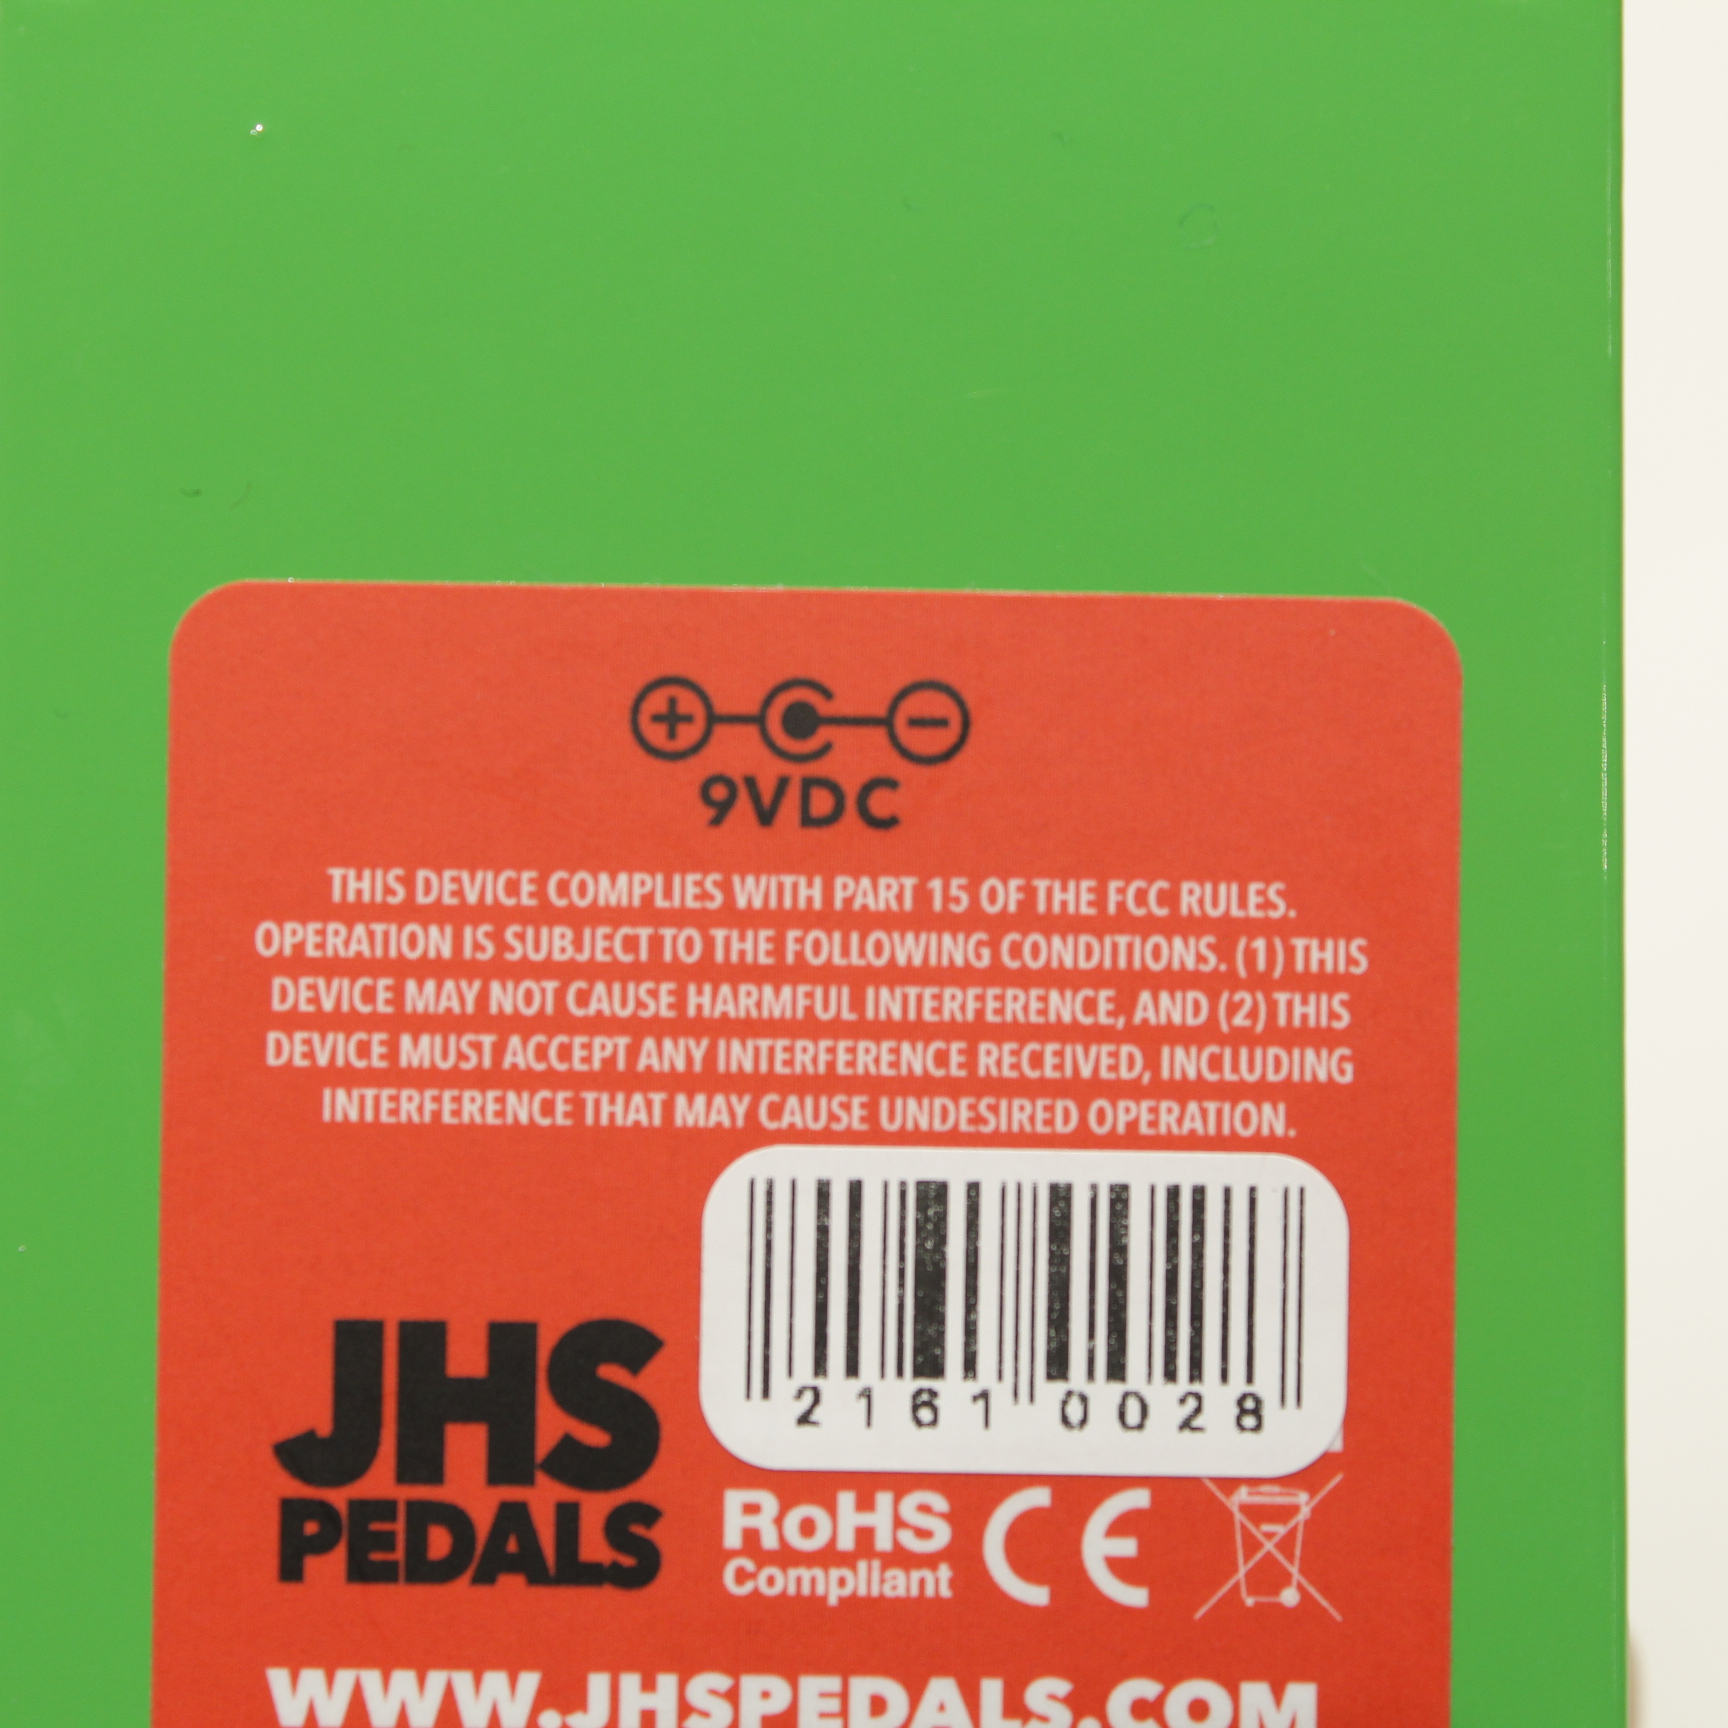 9VDC
THIS DEVICE COMPLIES WITH PART 15 OF THE FCC RULES.
OPERATION IS SUBJECT TO THE FOLLOWING CONDITIONS. (1) THIS
DEVICE MAY NOT CAUSE HARMFUL INTERFERENCE, AND (2) THIS
DEVICE MUST ACCEPT ANY INTERFERENCE RECEIVED, INCLUDING
INTERFERENCE THAT MAY CAUSE UNDESIRED OPERATION.
2161 0028
JHS
PEDALS
RoHS
Compliant
CE
WWW.JHSPEDALS.COM